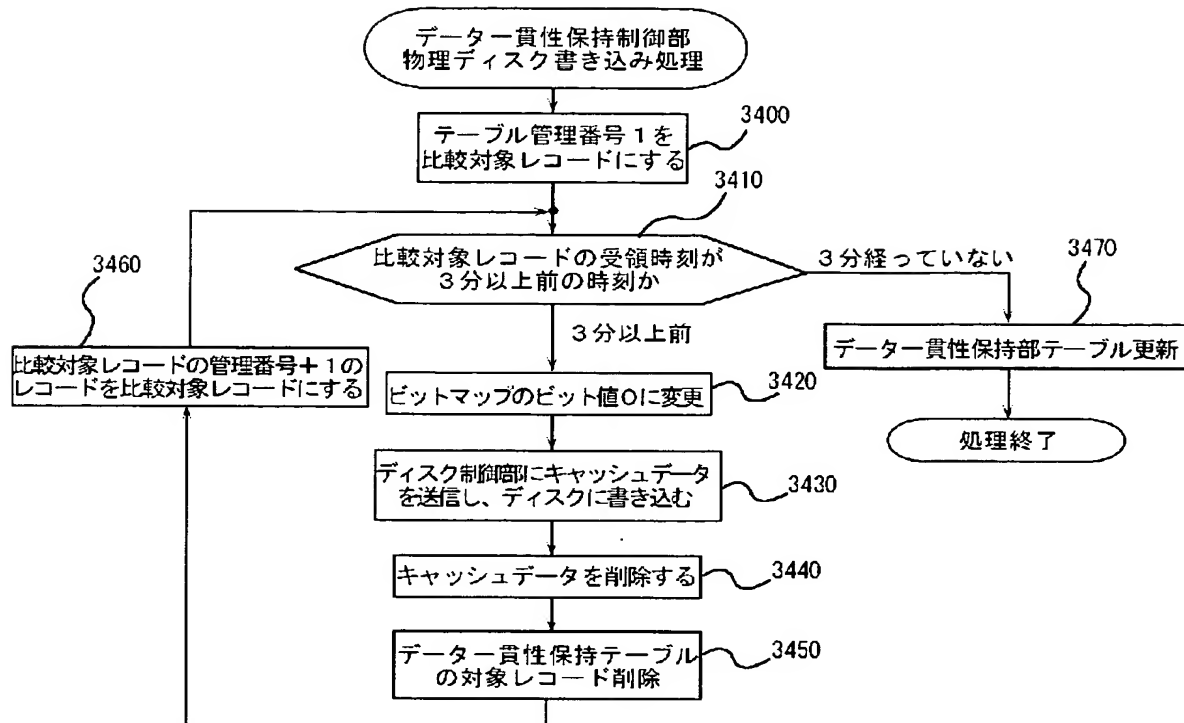 データ一貫性保持制御部
物理ディスク書き込み処理
3400
テーブル管理番号１を
比較対象レコードにする
3410
比較対象レコードの受領時刻が
３分以上前の時刻か
３分経っていない
3460
3470
３分以上前
比較対象レコードの管理番号＋１の
レコードを比較対象レコードにする
データ一貫性保持部テーブル更新
3420
ビットマップのビット値０に変更
処理終了
ディスク制御部にキャッシュデータ
を送信し、ディスクに書き込む
3430
キャッシュデータを削除する
3440
データ一貫性保持テーブル
の対象レコード削除
3450